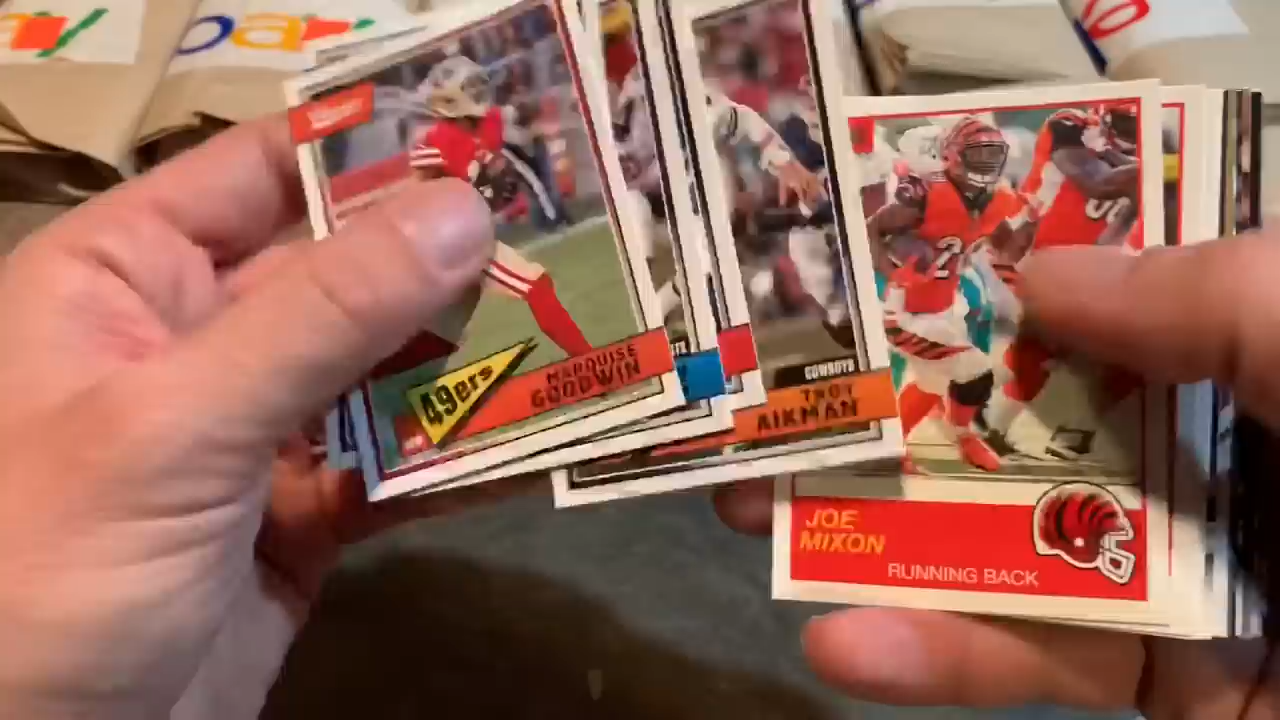 49ers
MARQUISE
GOODWIN
COWBOYS
TROY
AIKMAN
JOE
MIXON
RUNNING BACK